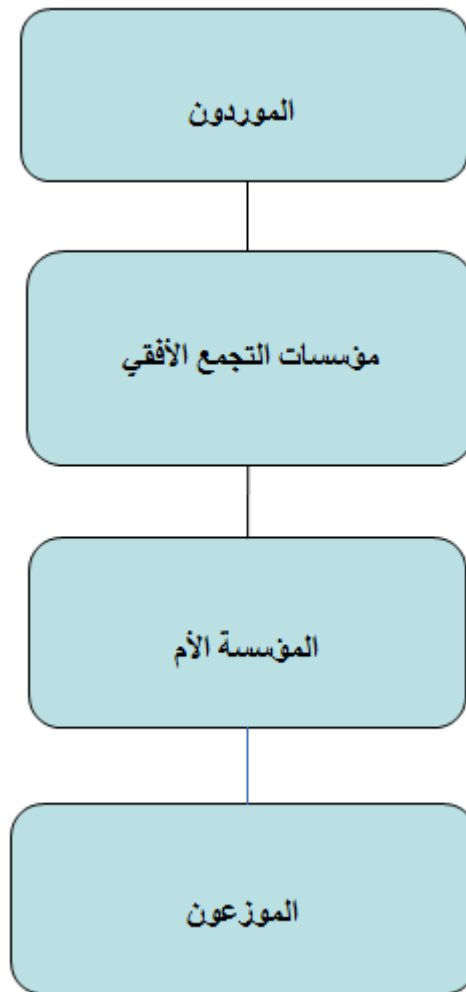 الموردون
مؤسسات التجمع الأفقي
المؤسسة الأم
الموزعون